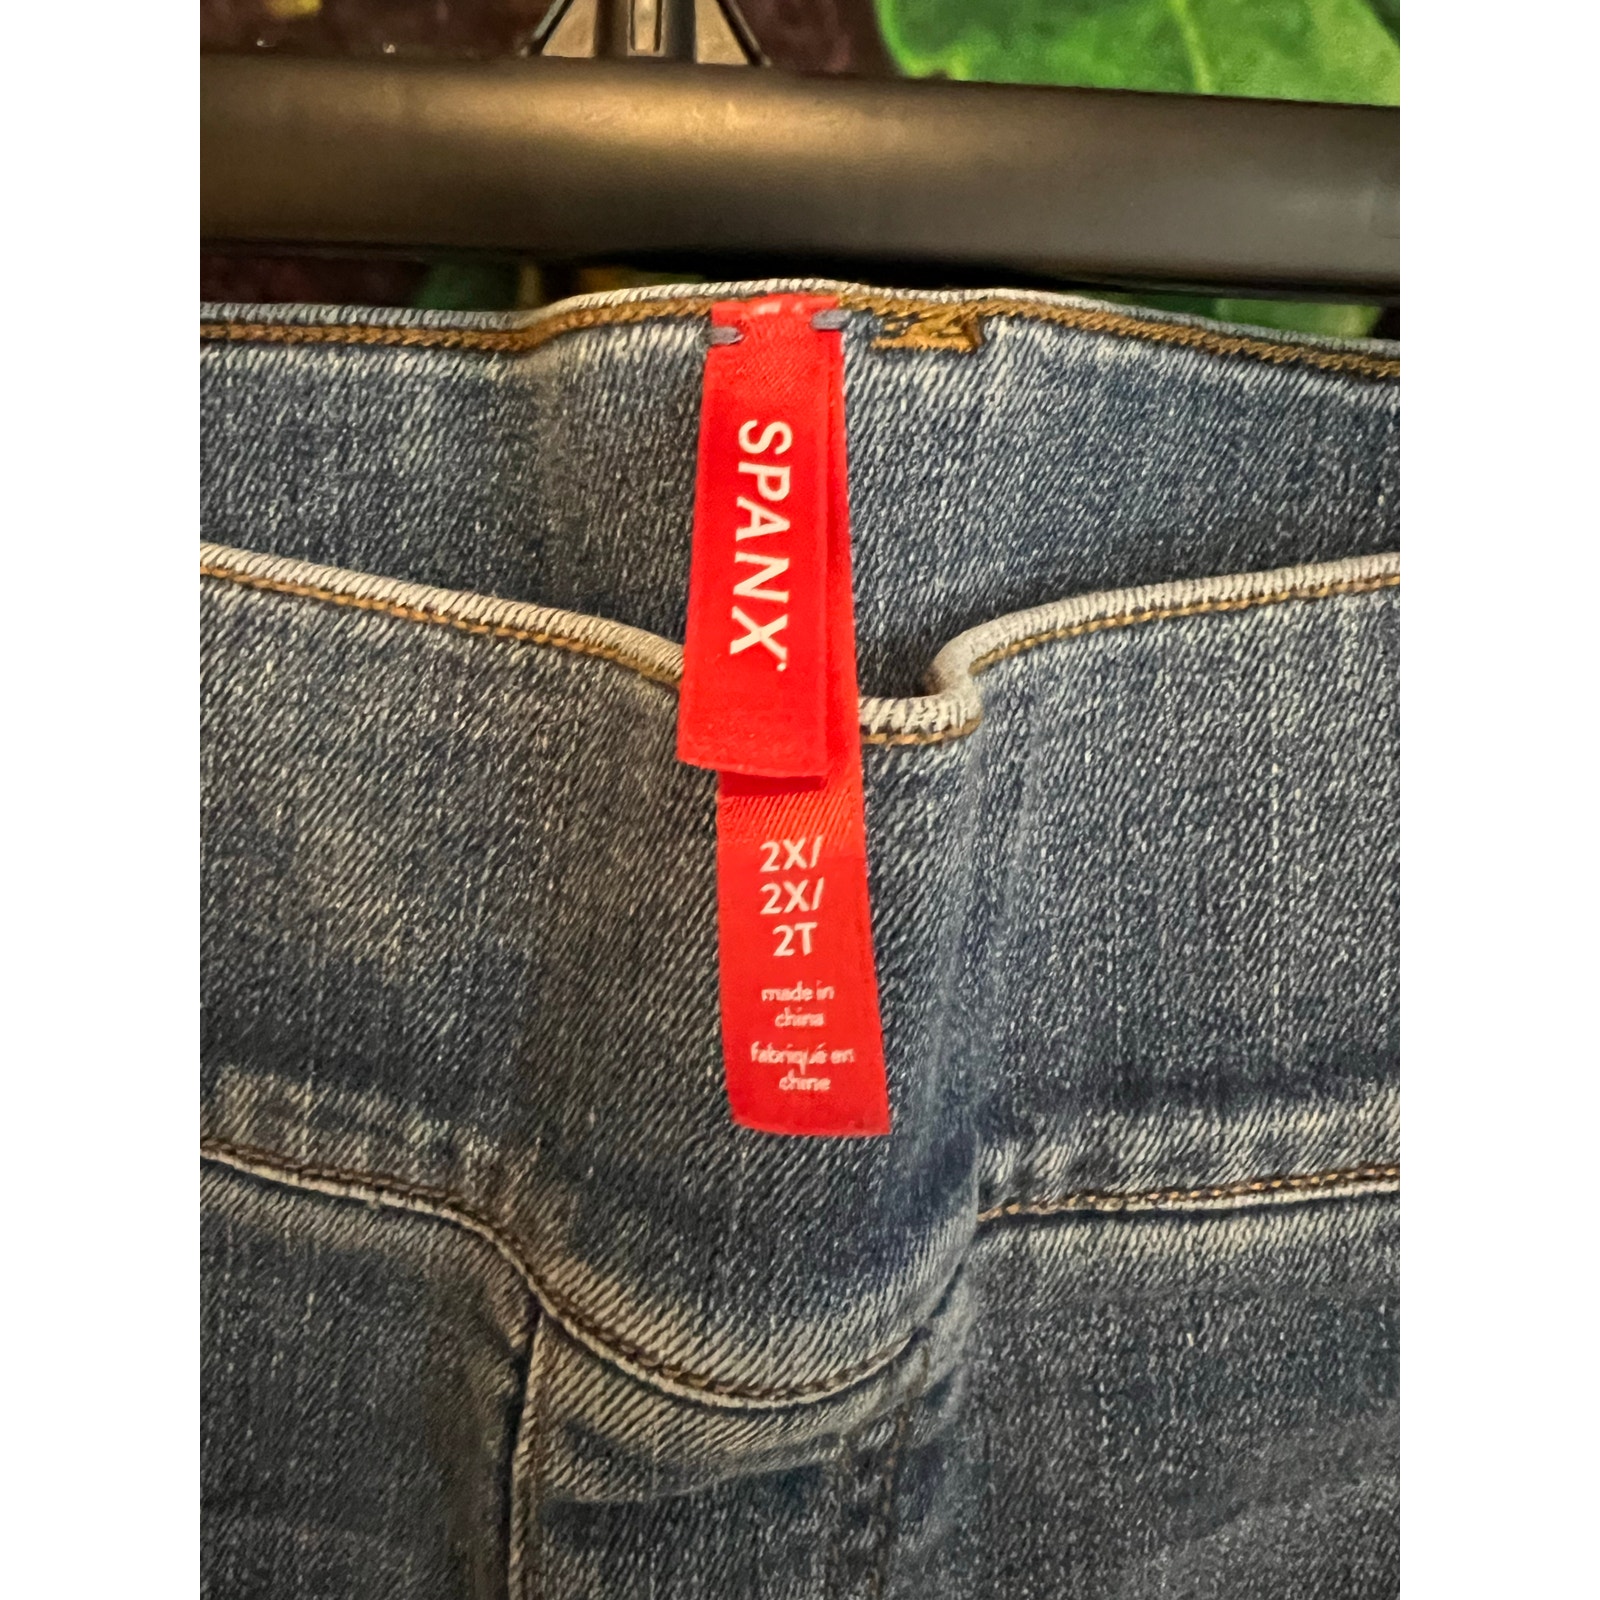 SPANX
2X/
2X/
2T
made in
china
fabriqué en
chine